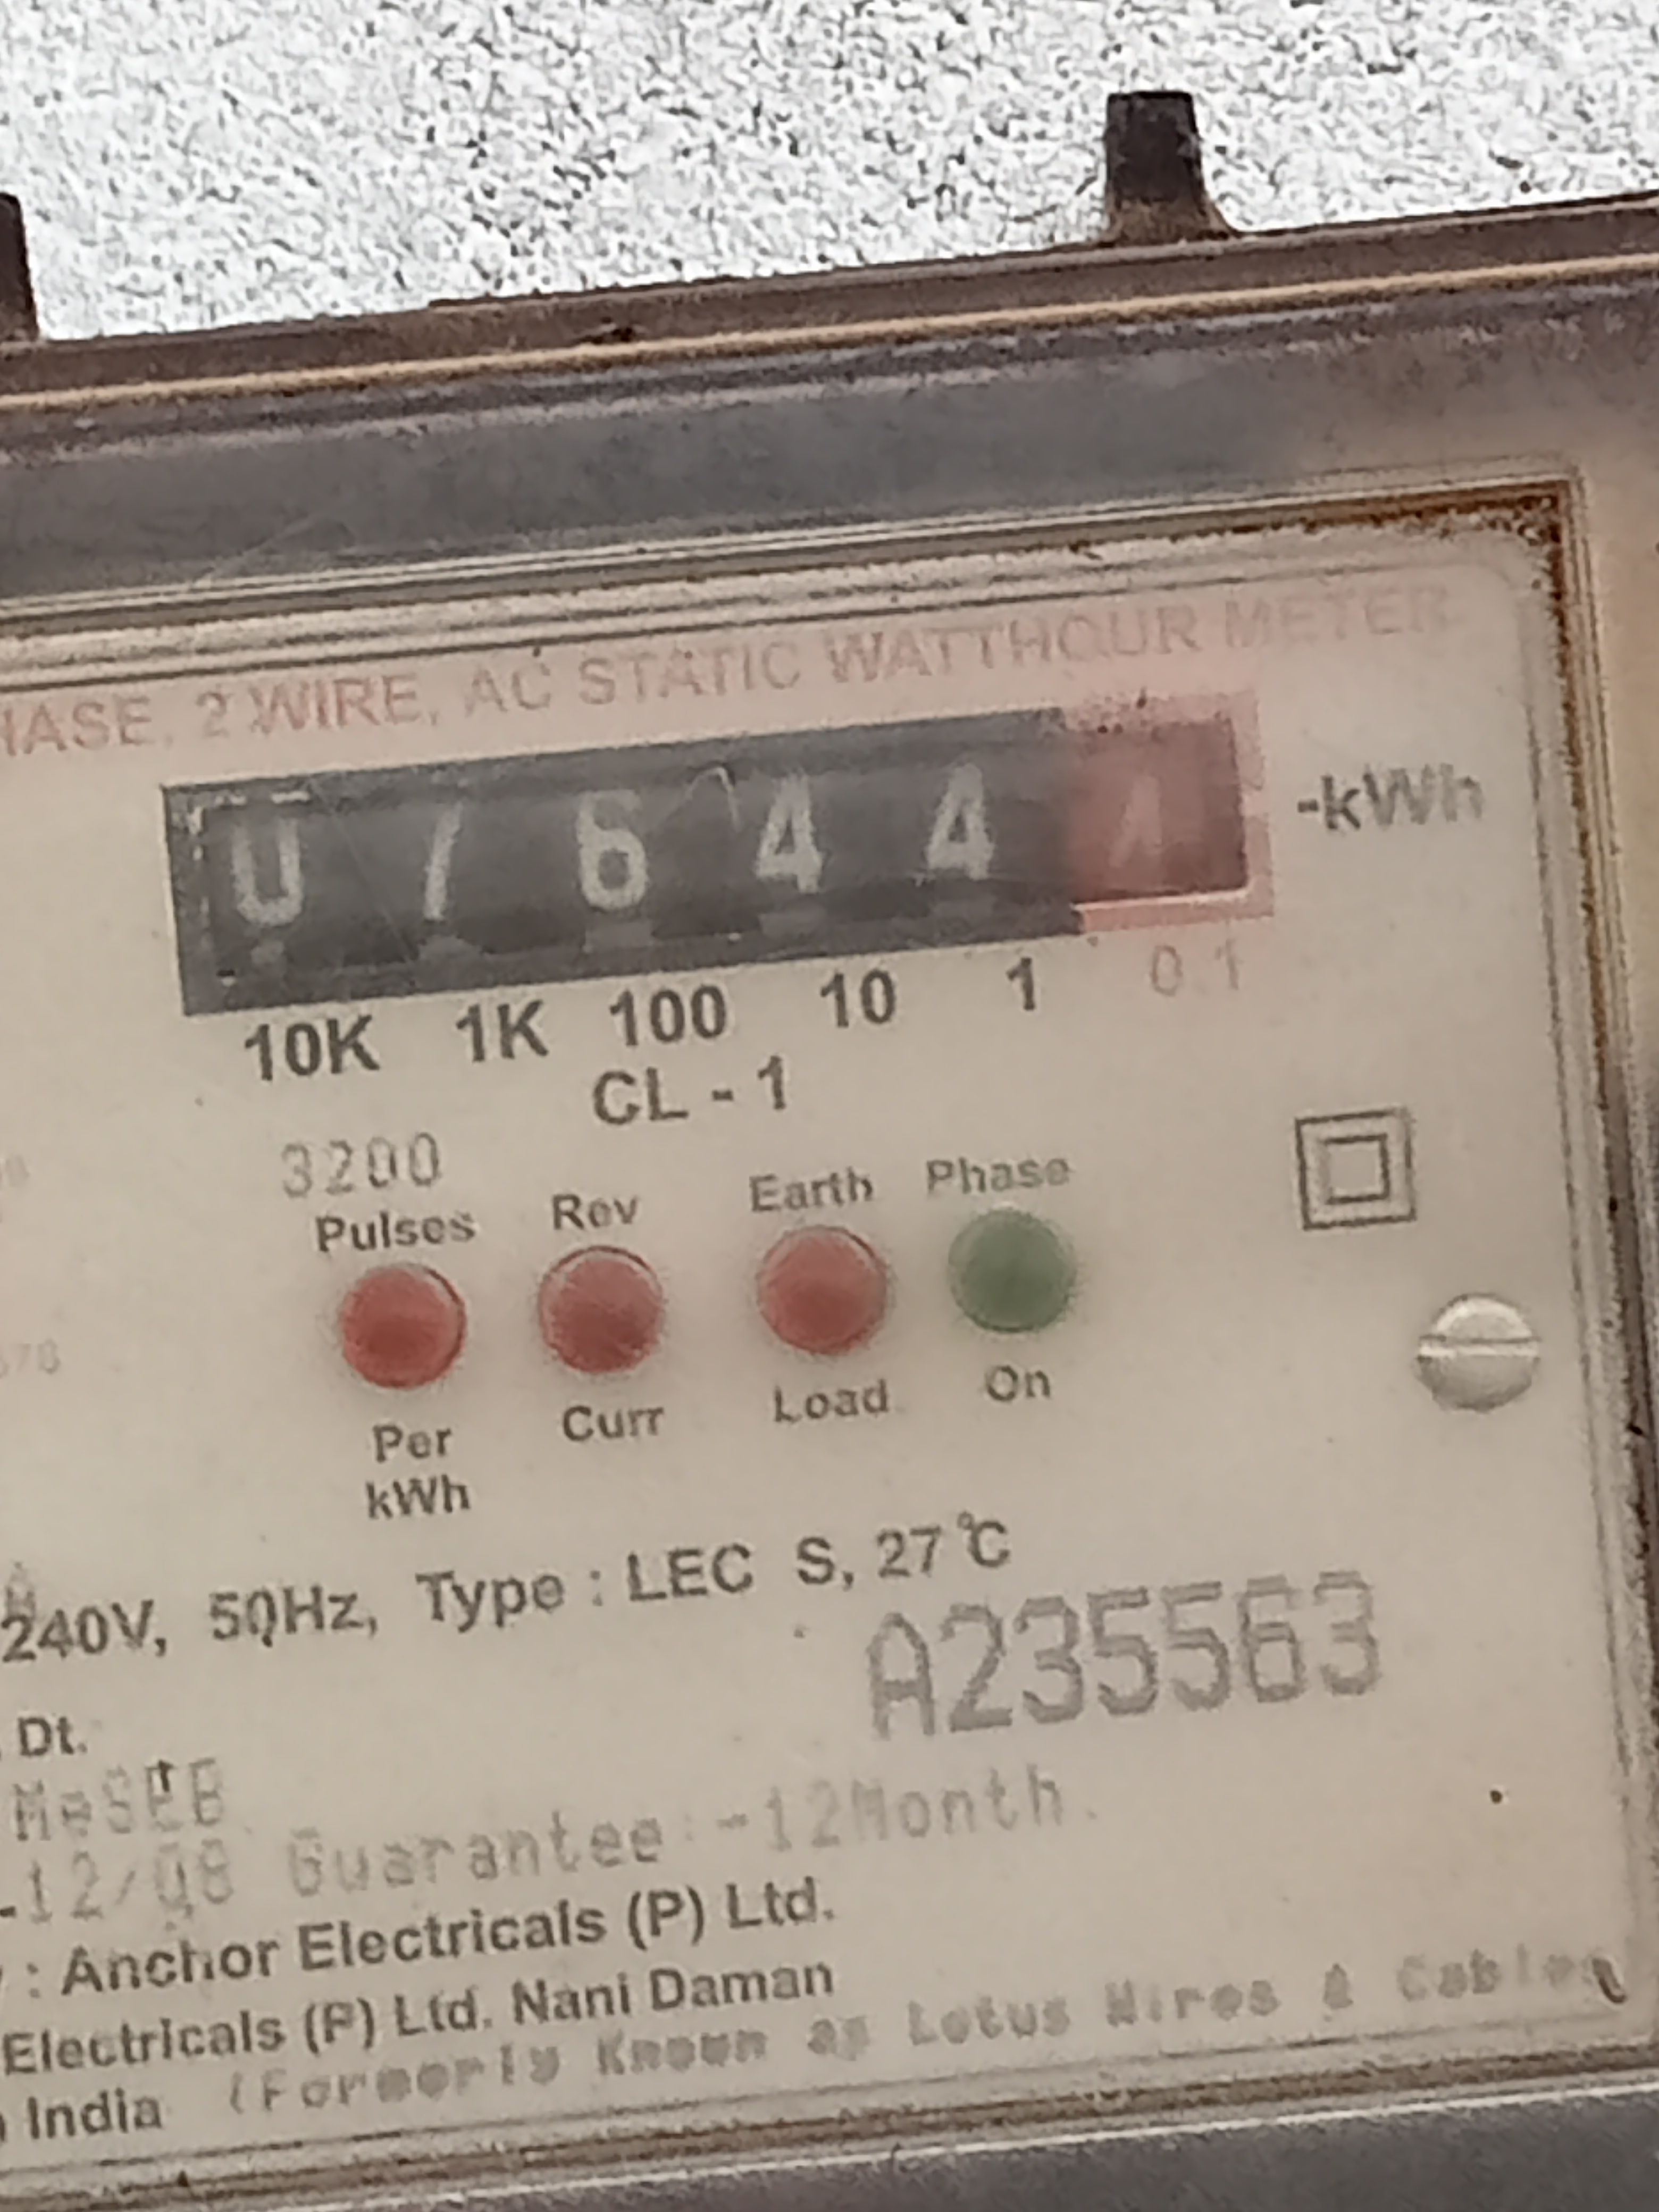 HASE, 2 WIRE, AC STATIC WATTHOUR METER
0 7 6 4 4 4 -kWh
10K 1K 100 10 1 0.1
CL - 1
3200
Pulses Rev Earth Phase
Per kWh Curr Load On
240V, 50Hz, Type : LEC S, 27°C
A235563
Dt.
MeSEB
-12/08 Guarantee:-12Month.
: Anchor Electricals (P) Ltd.
Electricals (P) Ltd. Nani Daman
India (Formerly Known as Lotus Wires & Cables